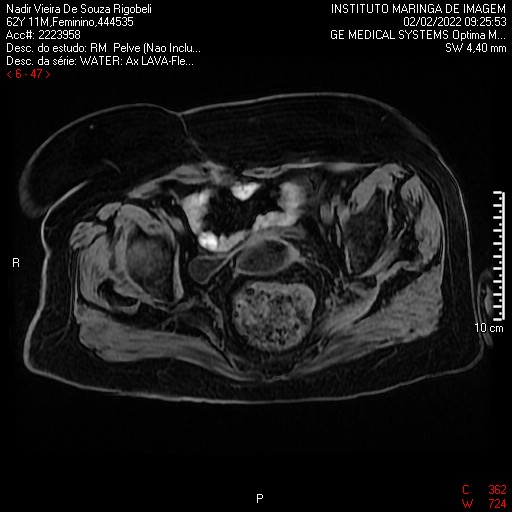 Nadir Vieira De Souza Rigobeli
62Y 11M,Feminino,444535
Acc#: 2223958
Desc. do estudo: RM Pelve (Nao Inclu...
Desc. da série: WATER: Ax LAVA-Fle...
< 6 - 47 >
INSTITUTO MARINGA DE IMAGEM
02/02/2022 09:25:53
GE MEDICAL SYSTEMS Optima M...
SW 4,40 mm
R
10 cm
P
C 362
W 724